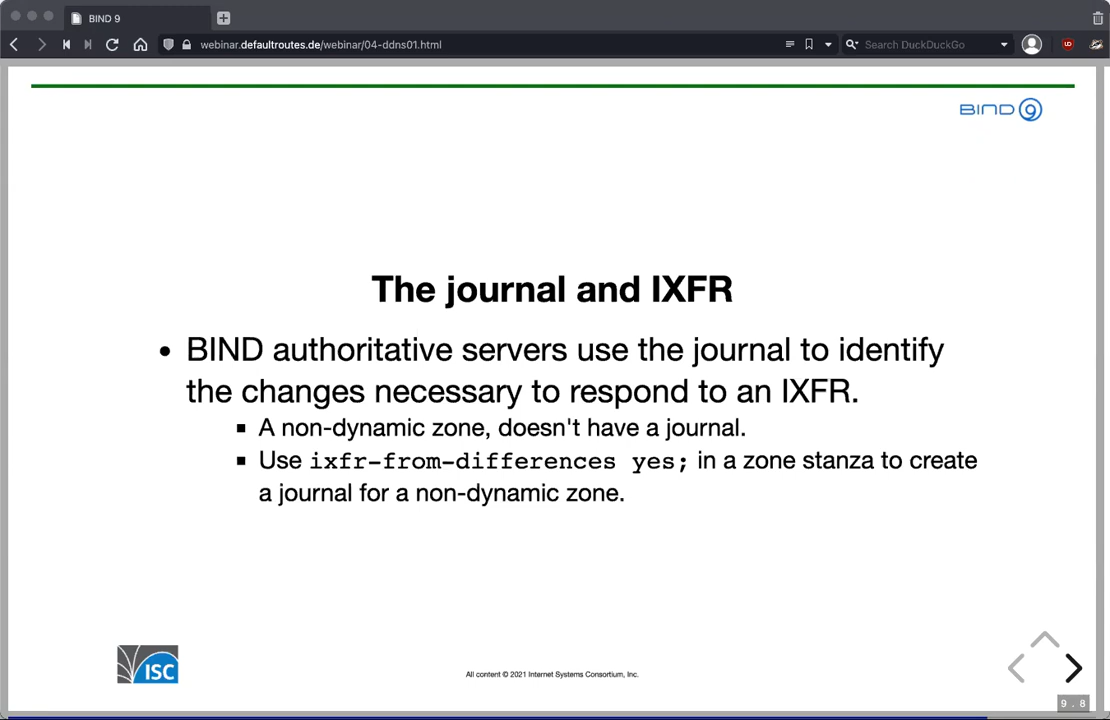 BIND 9
webinar.defaultroutes.de/webinar/04-ddns01.html
Search DuckDuckGo
BIND 9
The journal and IXFR
• BIND authoritative servers use the journal to identify
the changes necessary to respond to an IXFR.
▪ A non-dynamic zone, doesn't have a journal.
▪ Use ixfr-from-differences yes; in a zone stanza to create
a journal for a non-dynamic zone.
ISC
All content © 2021 Internet Systems Consortium, Inc.
9 . 8